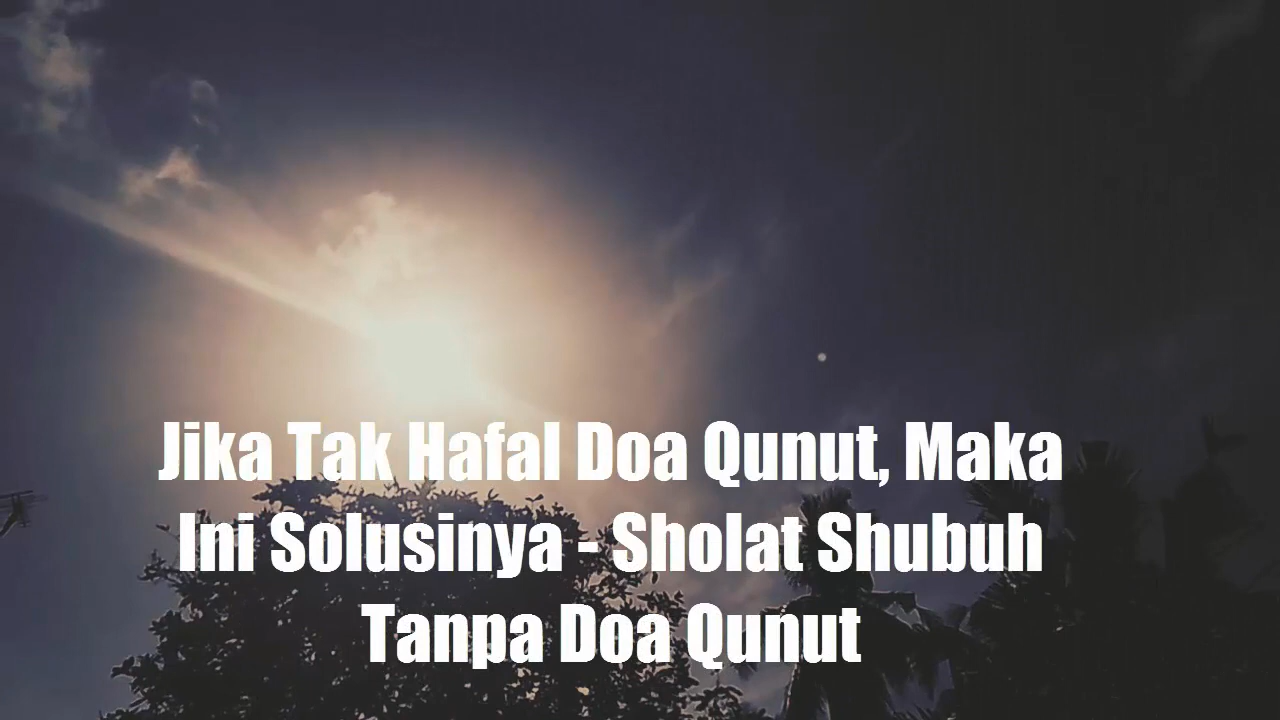 Jika Tak Hafal Doa Qunut, Maka
Ini Solusinya - Sholat Shubuh
Tanpa Doa Qunut